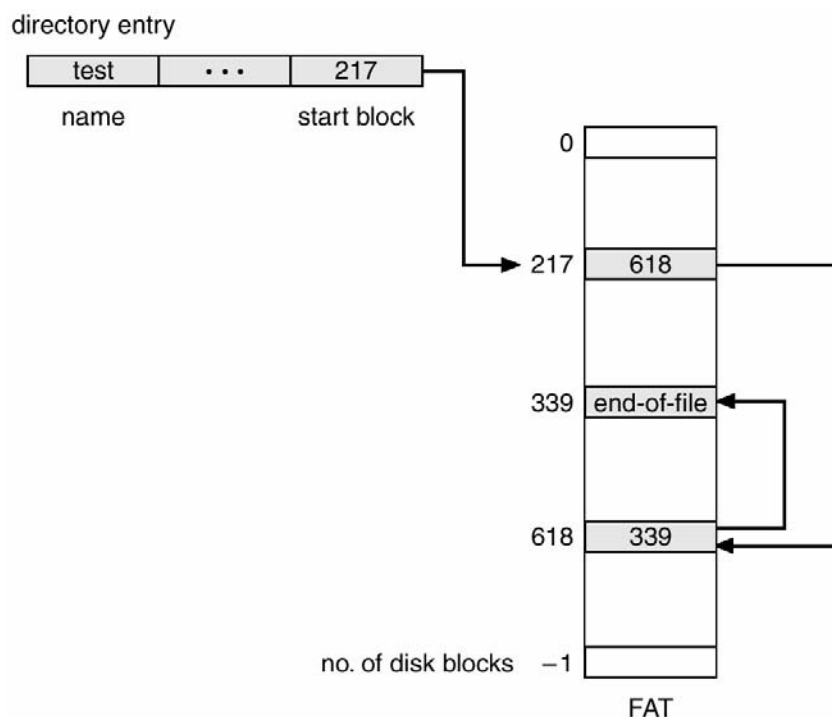 directory entry
test ••• 217
name start block
0
217 618
339 end-of-file
618 339
no. of disk blocks –1
FAT